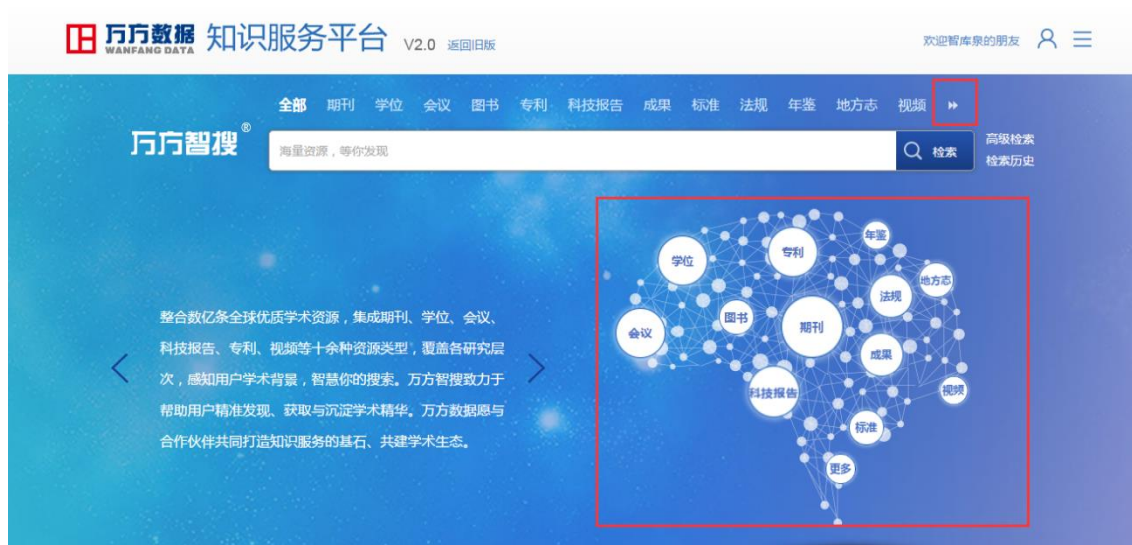 万方数据 知识服务平台 V2.0 返回旧版
WANFANG DATA
欢迎智库泉的朋友
全部 期刊 学位 会议 图书 专利 科技报告 成果 标准 法规 年鉴 地方志 视频
万方智搜®
海量资源,等你发现
检索
高级检索
检索历史
整合数亿条全球优质学术资源,集成期刊、学位、会议、
科技报告、专利、视频等十余种资源类型,覆盖各研究层
次,感知用户学术背景,智慧你的搜索。万方智搜致力于
帮助用户精准发现、获取与沉淀学术精华。万方数据愿与
合作伙伴共同打造知识服务的基石、共建学术生态。
年鉴
专利
学位
地方志
法规
图书
期刊
会议
成果
视频
科技报告
标准
更多